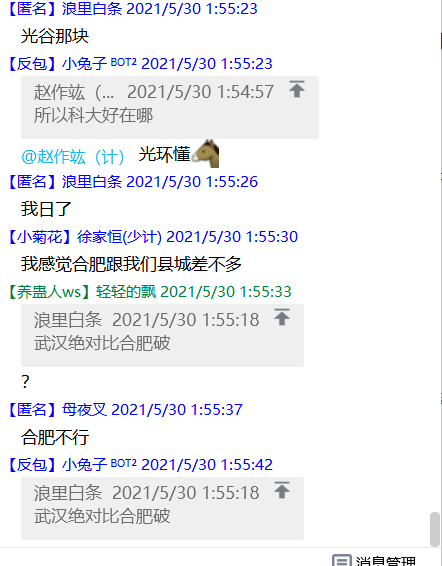 【匿名】浪里白条 2021/5/30 1:55:23
光谷那块
【反包】小兔子 BOT2 2021/5/30 1:55:23
赵作竑（... 2021/5/30 1:54:57
所以科大好在哪
@赵作竑（计） 光环懂
【匿名】浪里白条 2021/5/30 1:55:26
我日了
【小菊花】徐家恒(少计) 2021/5/30 1:55:30
我感觉合肥跟我们县城差不多
【养蛊人ws】轻轻的飘 2021/5/30 1:55:33
浪里白条 2021/5/30 1:55:18
武汉绝对比合肥破
？
【匿名】母夜叉 2021/5/30 1:55:37
合肥不行
【反包】小兔子 BOT2 2021/5/30 1:55:42
浪里白条 2021/5/30 1:55:18
武汉绝对比合肥破
消息管理